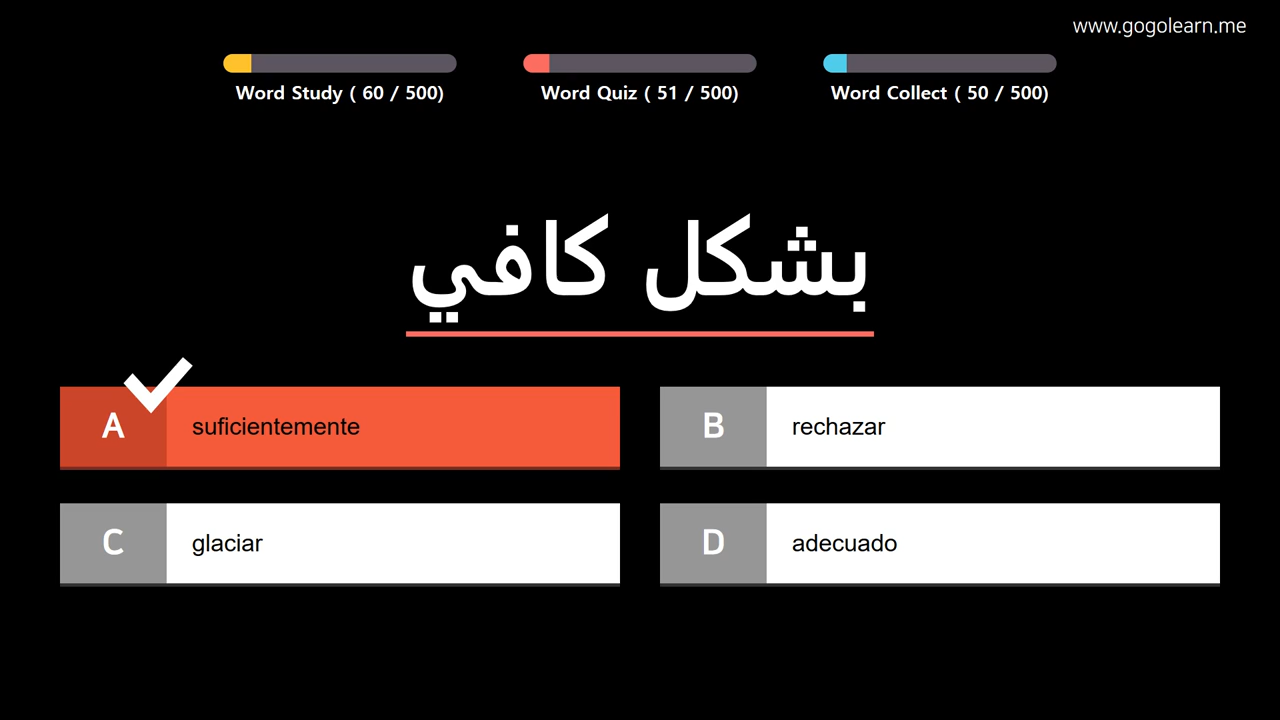 www.gogolearn.me
Word Study ( 60 / 500)
Word Quiz ( 51 / 500)
Word Collect ( 50 / 500)
بشكل كافي
A suficientemente
B rechazar
C glaciar
D adecuado